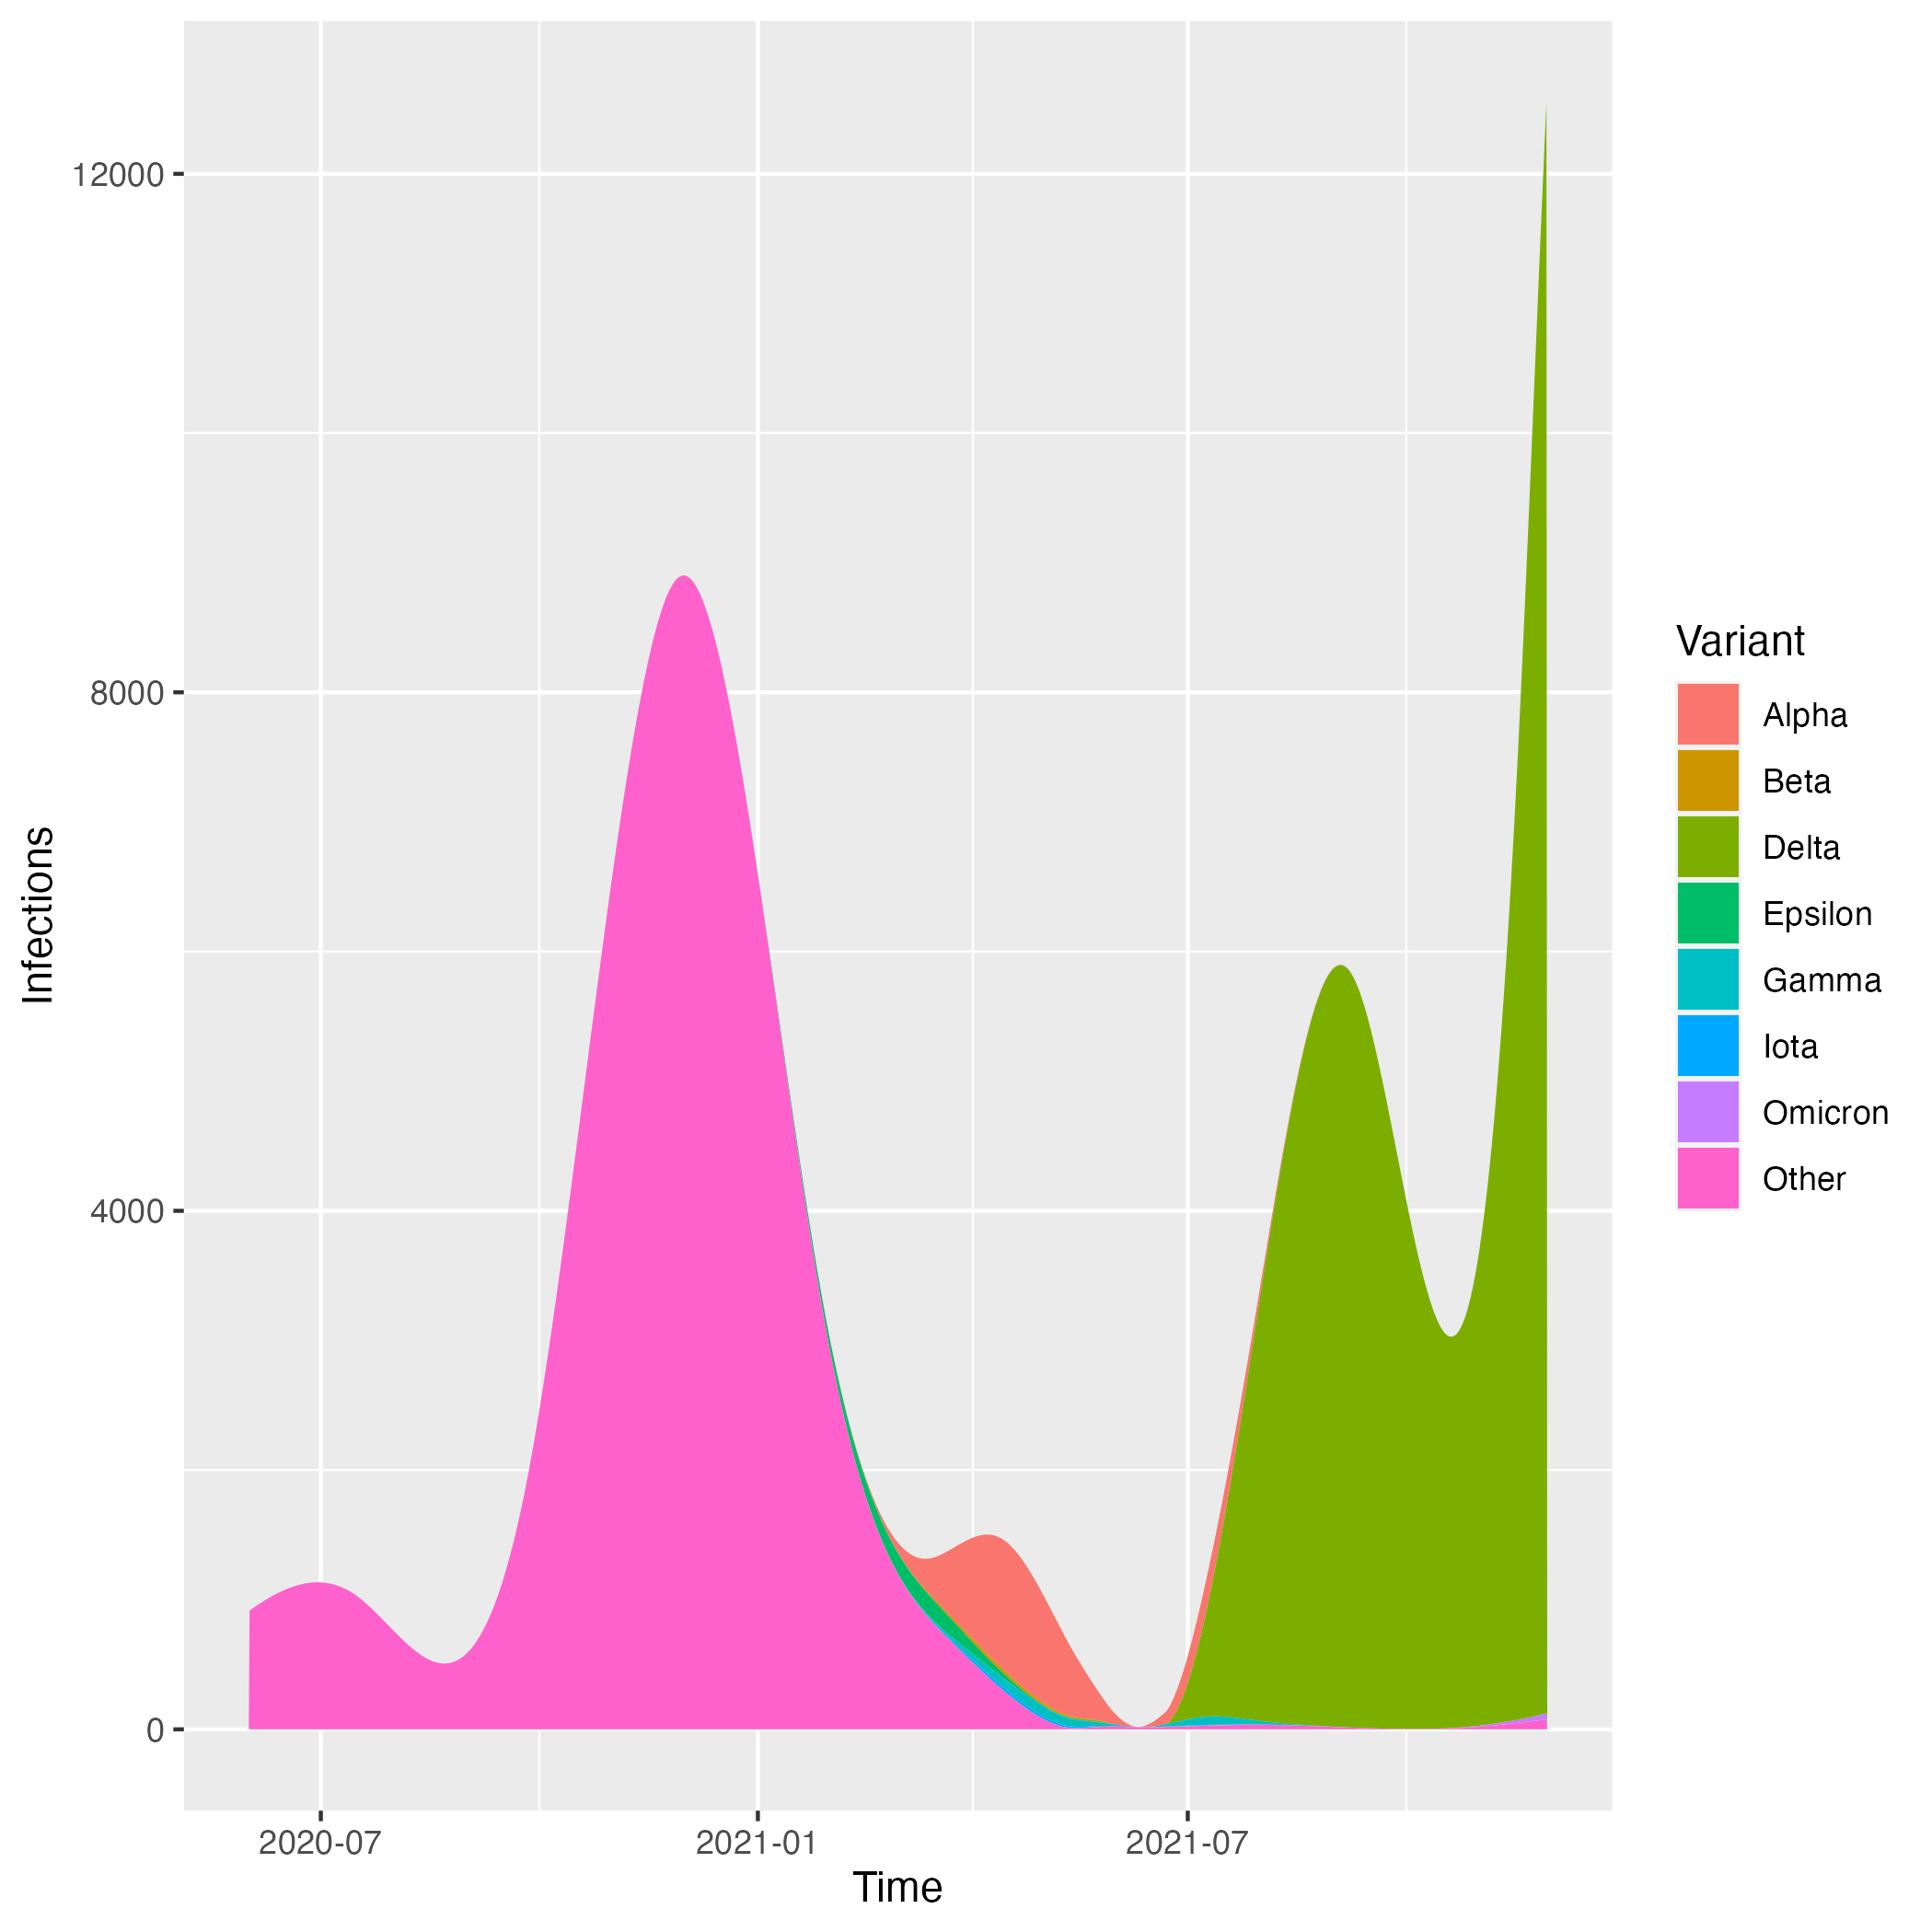 12000
8000
4000
0
Infections
2020-07
2021-01
2021-07
Time
Variant
Alpha
Beta
Delta
Epsilon
Gamma
Iota
Omicron
Other